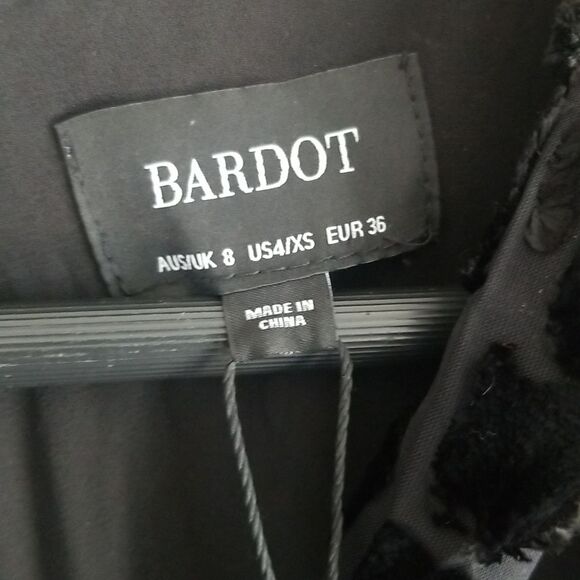 BARDOT
AUS/UK 8 US4/XS EUR 36
MADE IN
CHINA